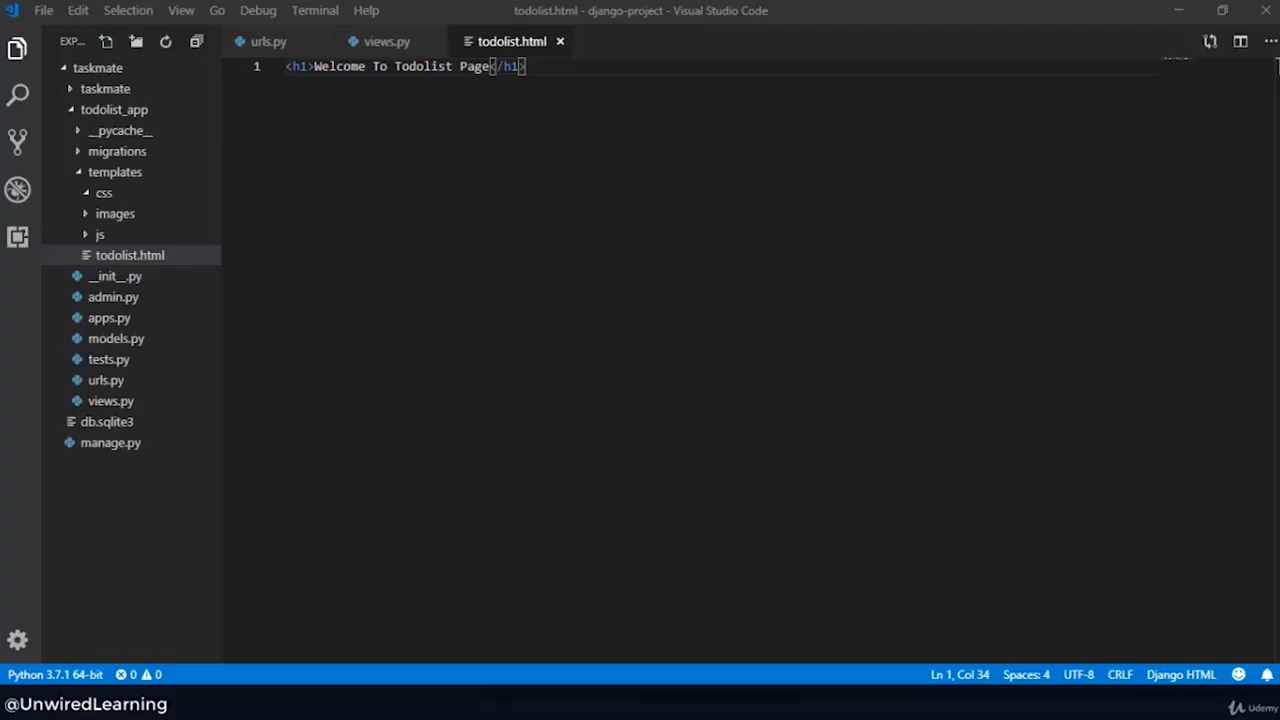 File Edit Selection View Go Debug Terminal Help
todolist.html - django-project - Visual Studio Code
EXP...
urls.py
views.py
todolist.html
1 <h1>Welcome To Todolist Page</h1>
taskmate
taskmate
todolist_app
__pycache__
migrations
templates
css
images
js
todolist.html
__init__.py
admin.py
apps.py
models.py
tests.py
urls.py
views.py
db.sqlite3
manage.py
Python 3.7.1 64-bit 0 0 Ln 1, Col 34 Spaces: 4 UTF-8 CRLF Django HTML
@UnwiredLearning
Udemy